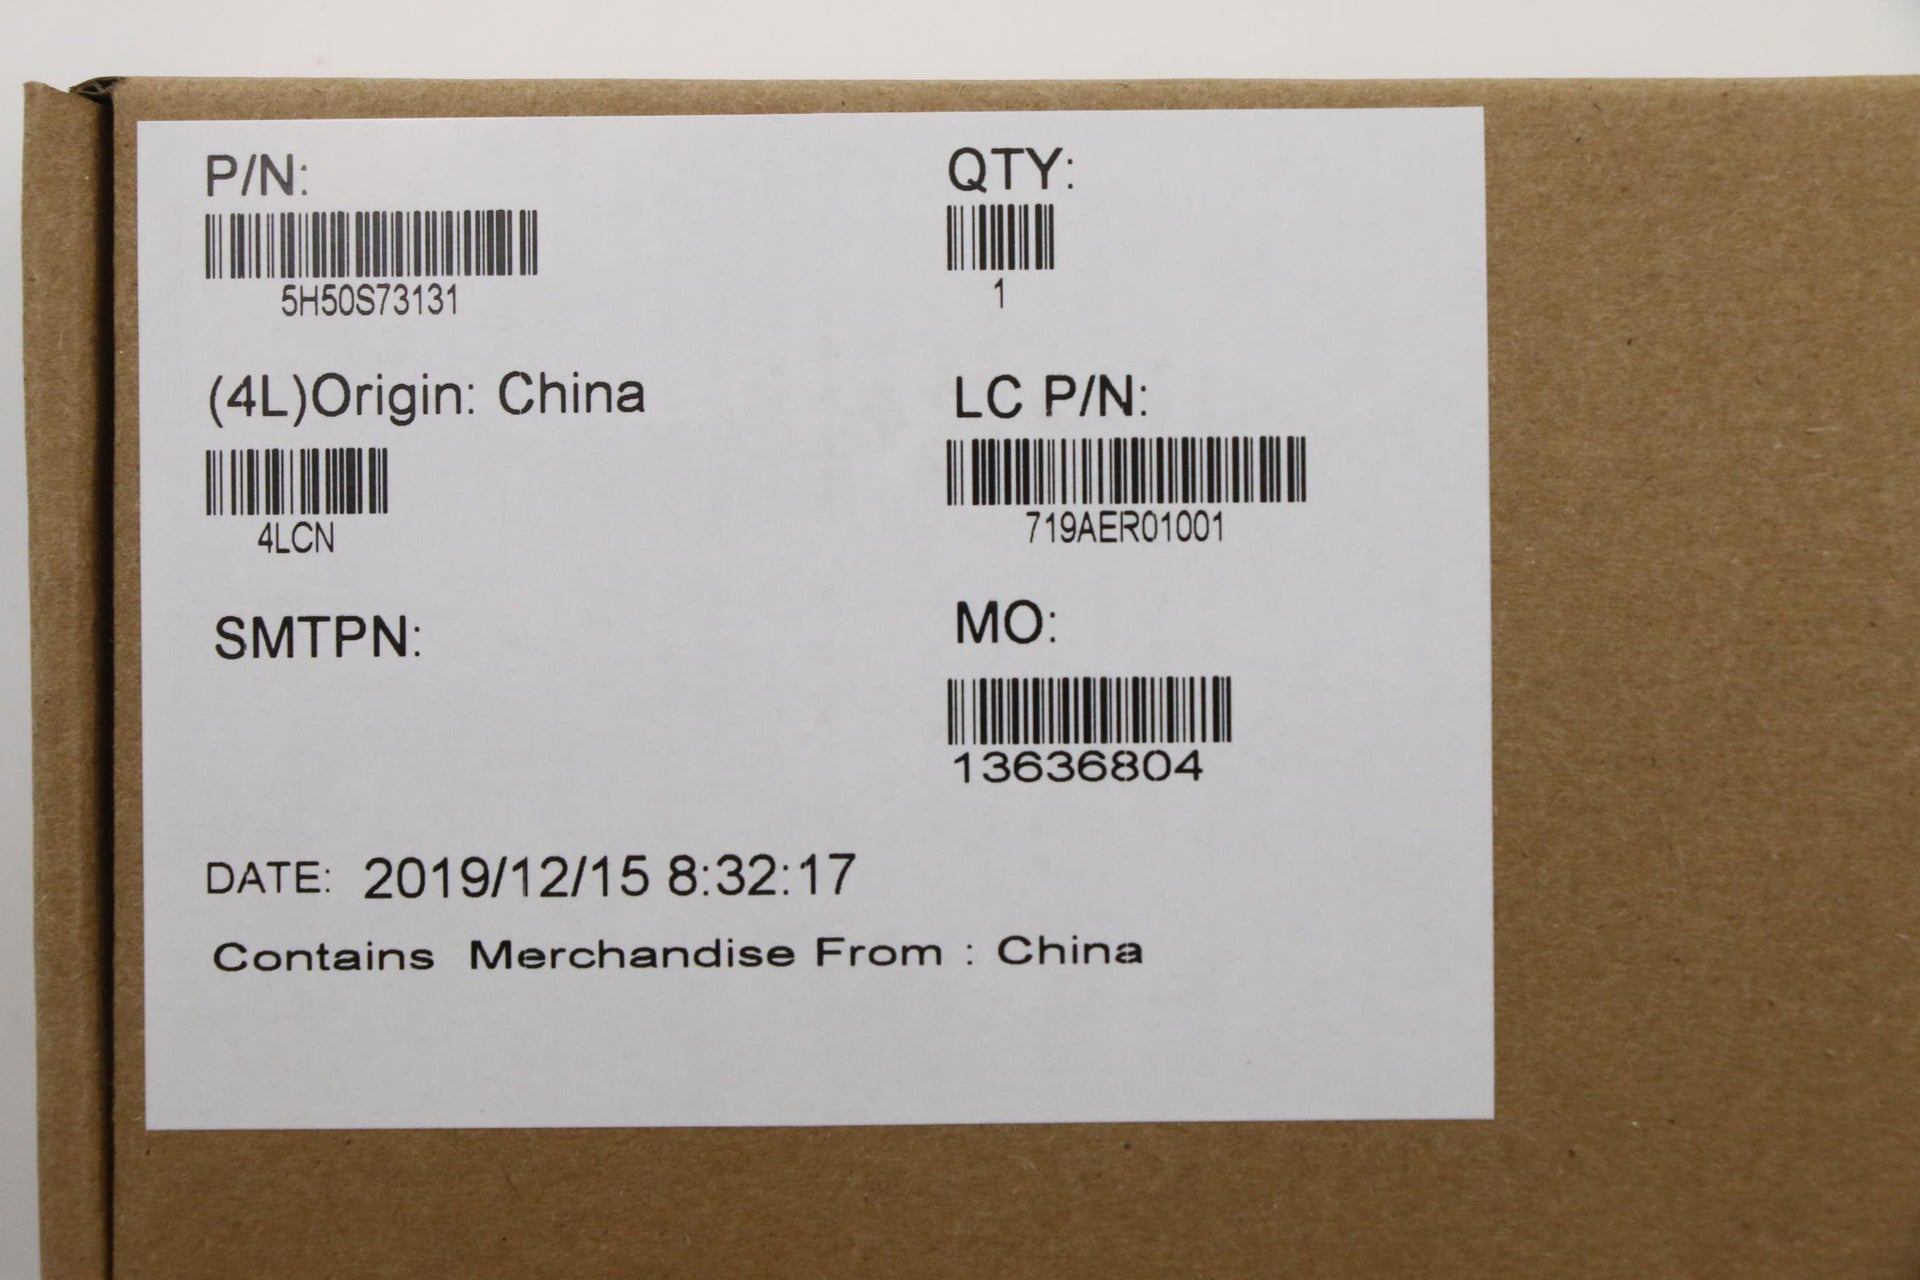 P/N:
5H50S73131
QTY:
1
(4L)Origin: China
4LCN
LC P/N:
719AER01001
SMTPN:
MO:
13636804
DATE: 2019/12/15 8:32:17
Contains Merchandise From : China